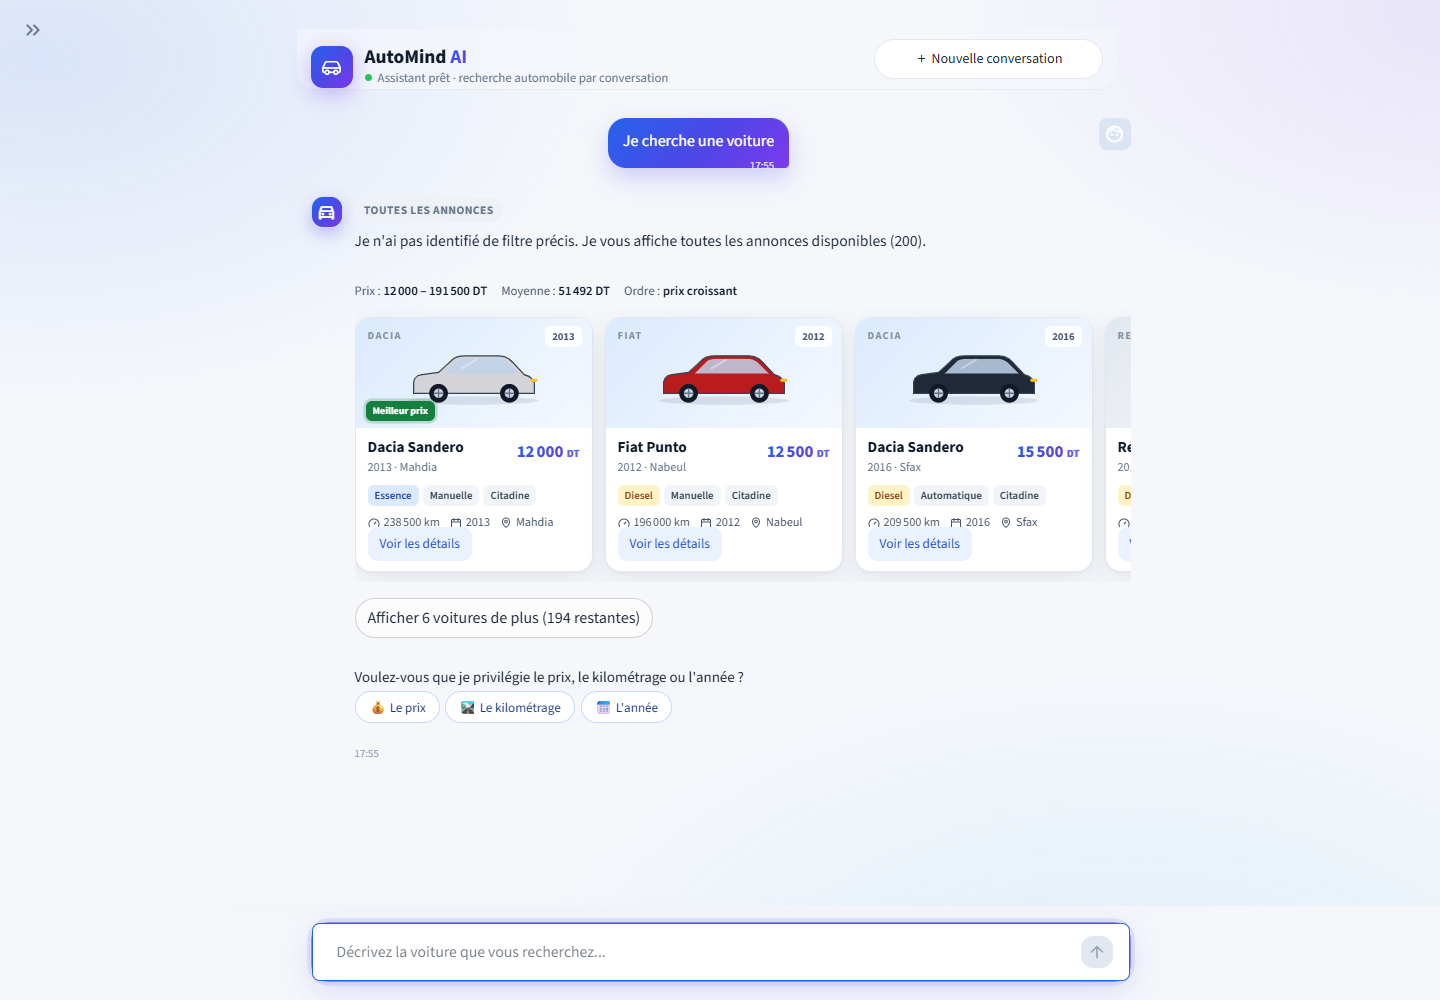 AutoMind AI
Assistant prêt · recherche automobile par conversation
+ Nouvelle conversation
Je cherche une voiture
17:55
TOUTES LES ANNONCES
Je n'ai pas identifié de filtre précis. Je vous affiche toutes les annonces disponibles (200).
Prix : 12 000 – 191 500 DT Moyenne : 51 492 DT Ordre : prix croissant
DACIA 2013
Meilleur prix
Dacia Sandero 12 000 DT
2013 · Mahdia
Essence Manuelle Citadine
238 500 km 2013 Mahdia
Voir les détails
FIAT 2012
Fiat Punto 12 500 DT
2012 · Nabeul
Diesel Manuelle Citadine
196 000 km 2012 Nabeul
Voir les détails
DACIA 2016
Dacia Sandero 15 500 DT
2016 · Sfax
Diesel Automatique Citadine
209 500 km 2016 Sfax
Voir les détails
RE
Re
20
D
Afficher 6 voitures de plus (194 restantes)
Voulez-vous que je privilégie le prix, le kilométrage ou l'année ?
Le prix Le kilométrage L'année
17:55
Décrivez la voiture que vous recherchez...